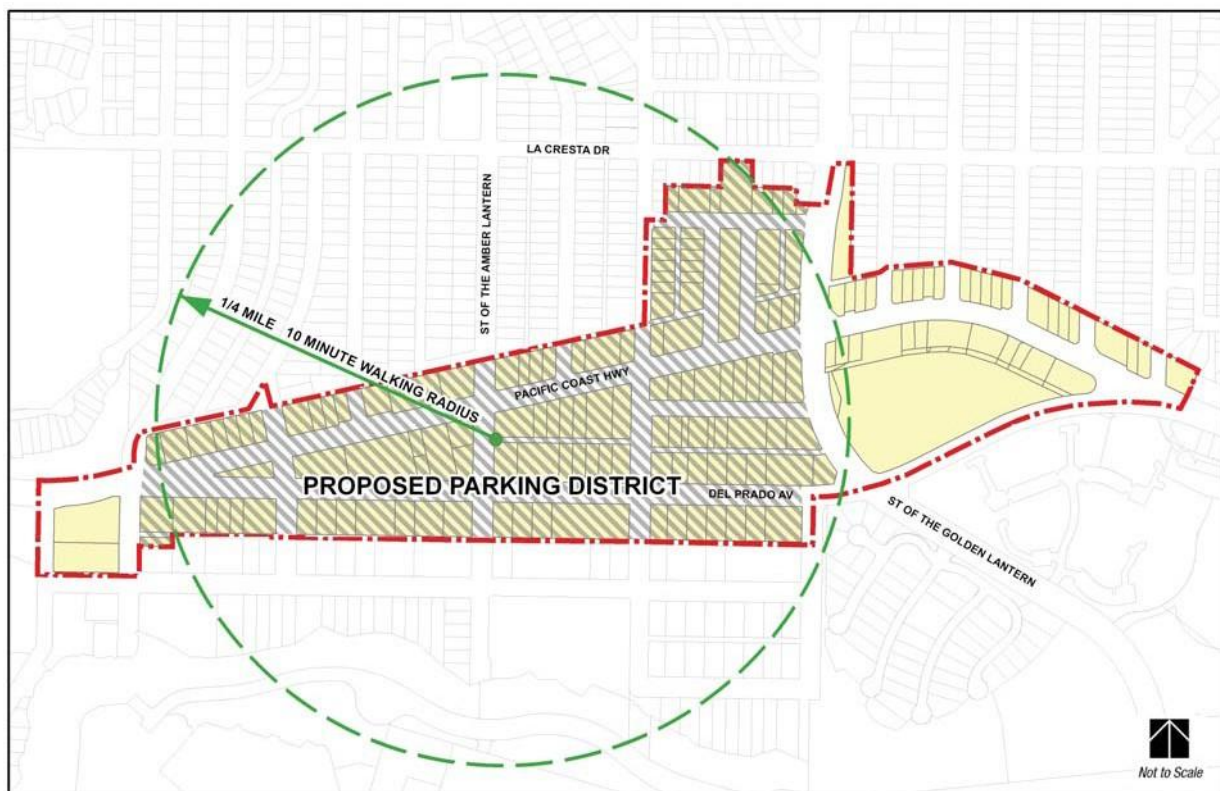 LA CRESTA DR
ST OF THE AMBER LANTERN
1/4 MILE 10 MINUTE WALKING RADIUS
PACIFIC COAST HWY
PROPOSED PARKING DISTRICT
DEL PRADO AV
ST OF THE GOLDEN LANTERN
Not to Scale